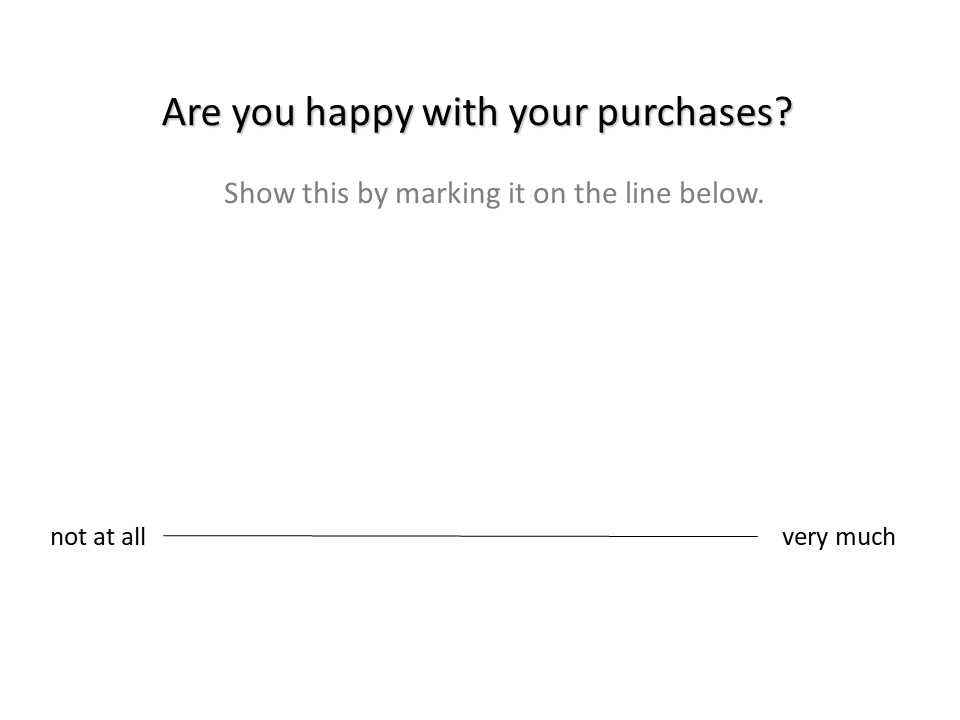 Are you happy with your purchases?
Show this by marking it on the line below.
not at all very much